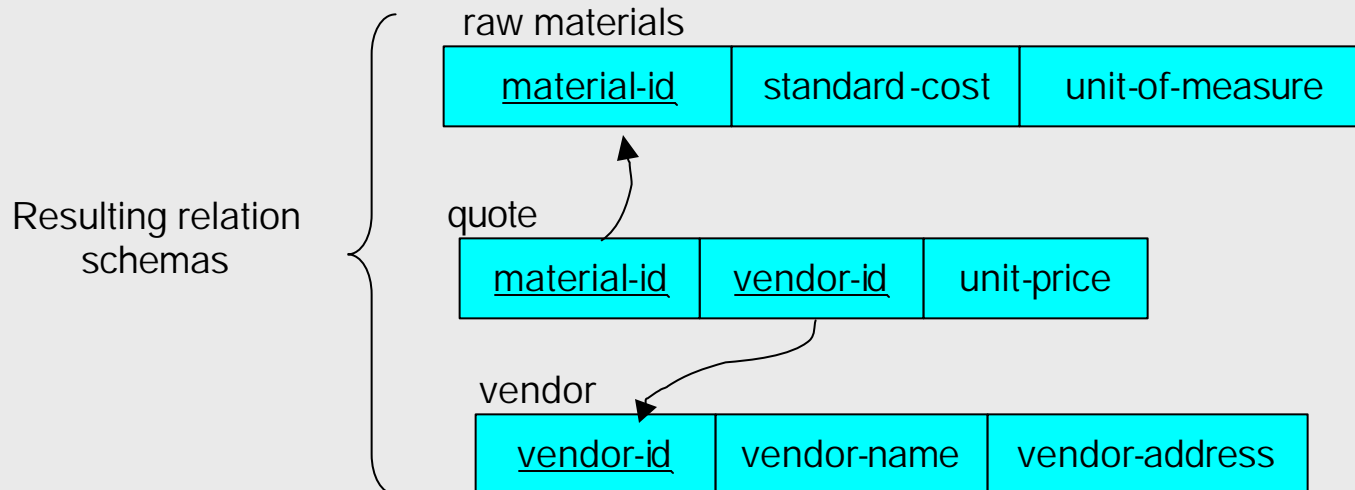 raw materials
material-id standard-cost unit-of-measure
Resulting relation
schemas
quote
material-id vendor-id unit-price
vendor
vendor-id vendor-name vendor-address